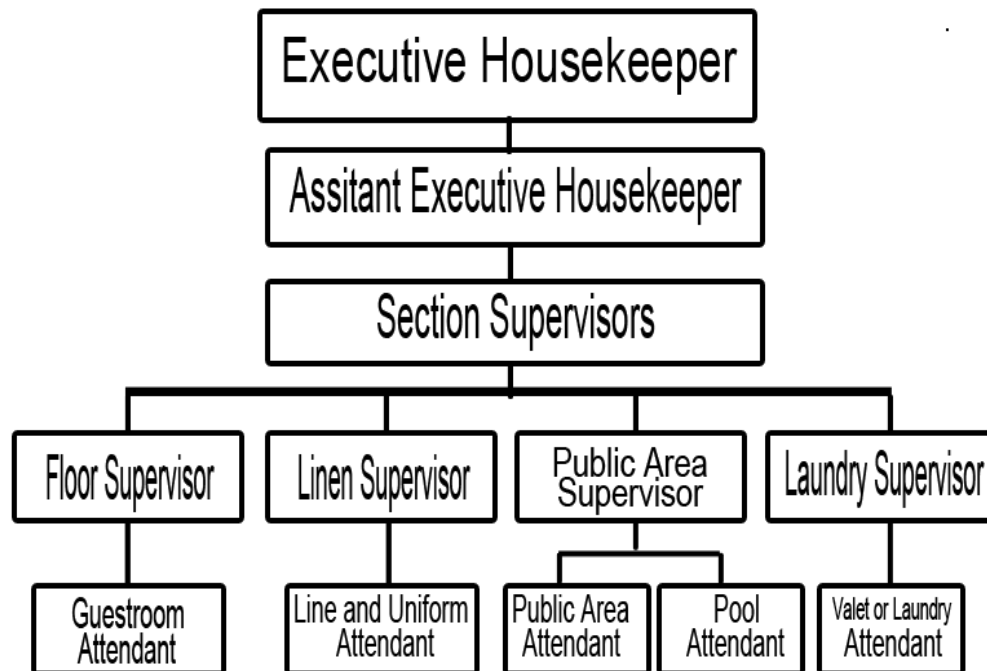 Executive Housekeeper
Assitant Executive Housekeeper
Section Supervisors
Floor Supervisor
Linen Supervisor
Public Area
Supervisor
Laundry Supervisor
Guestroom
Attendant
Line and Uniform
Attendant
Public Area
Attendant
Pool
Attendant
Valet or Laundry
Attendant